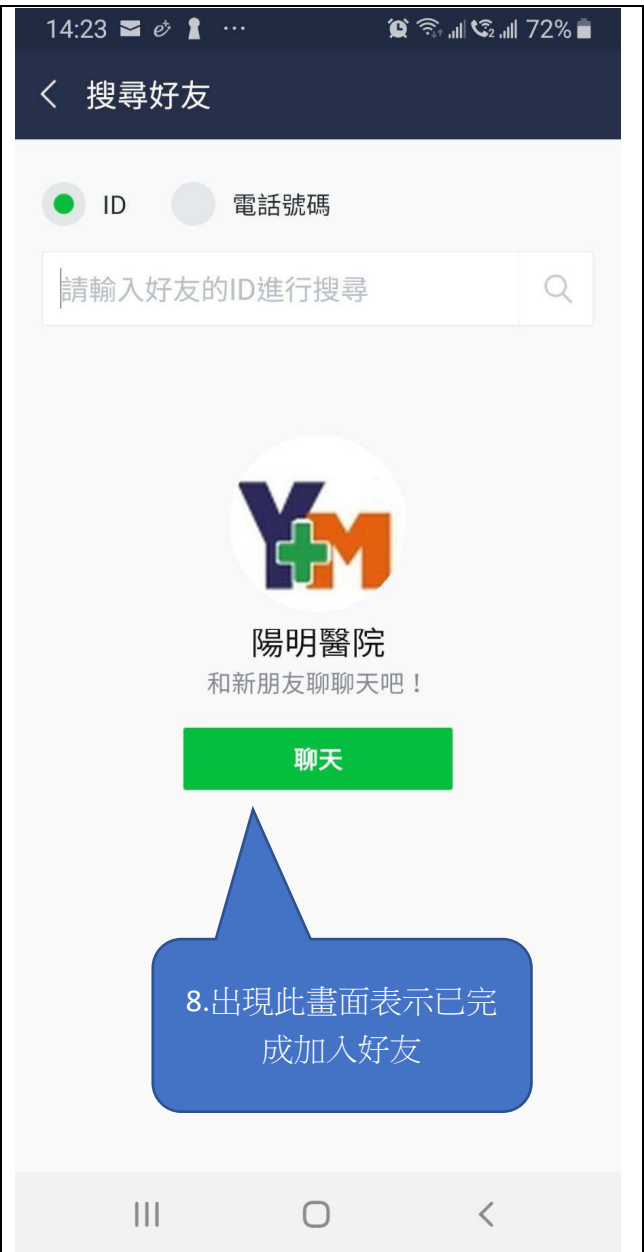 14:23 72%
搜尋好友
ID 電話號碼
請輸入好友的ID進行搜尋
Y+M
陽明醫院
和新朋友聊聊天吧！
聊天
8.出現此畫面表示已完
成加入好友